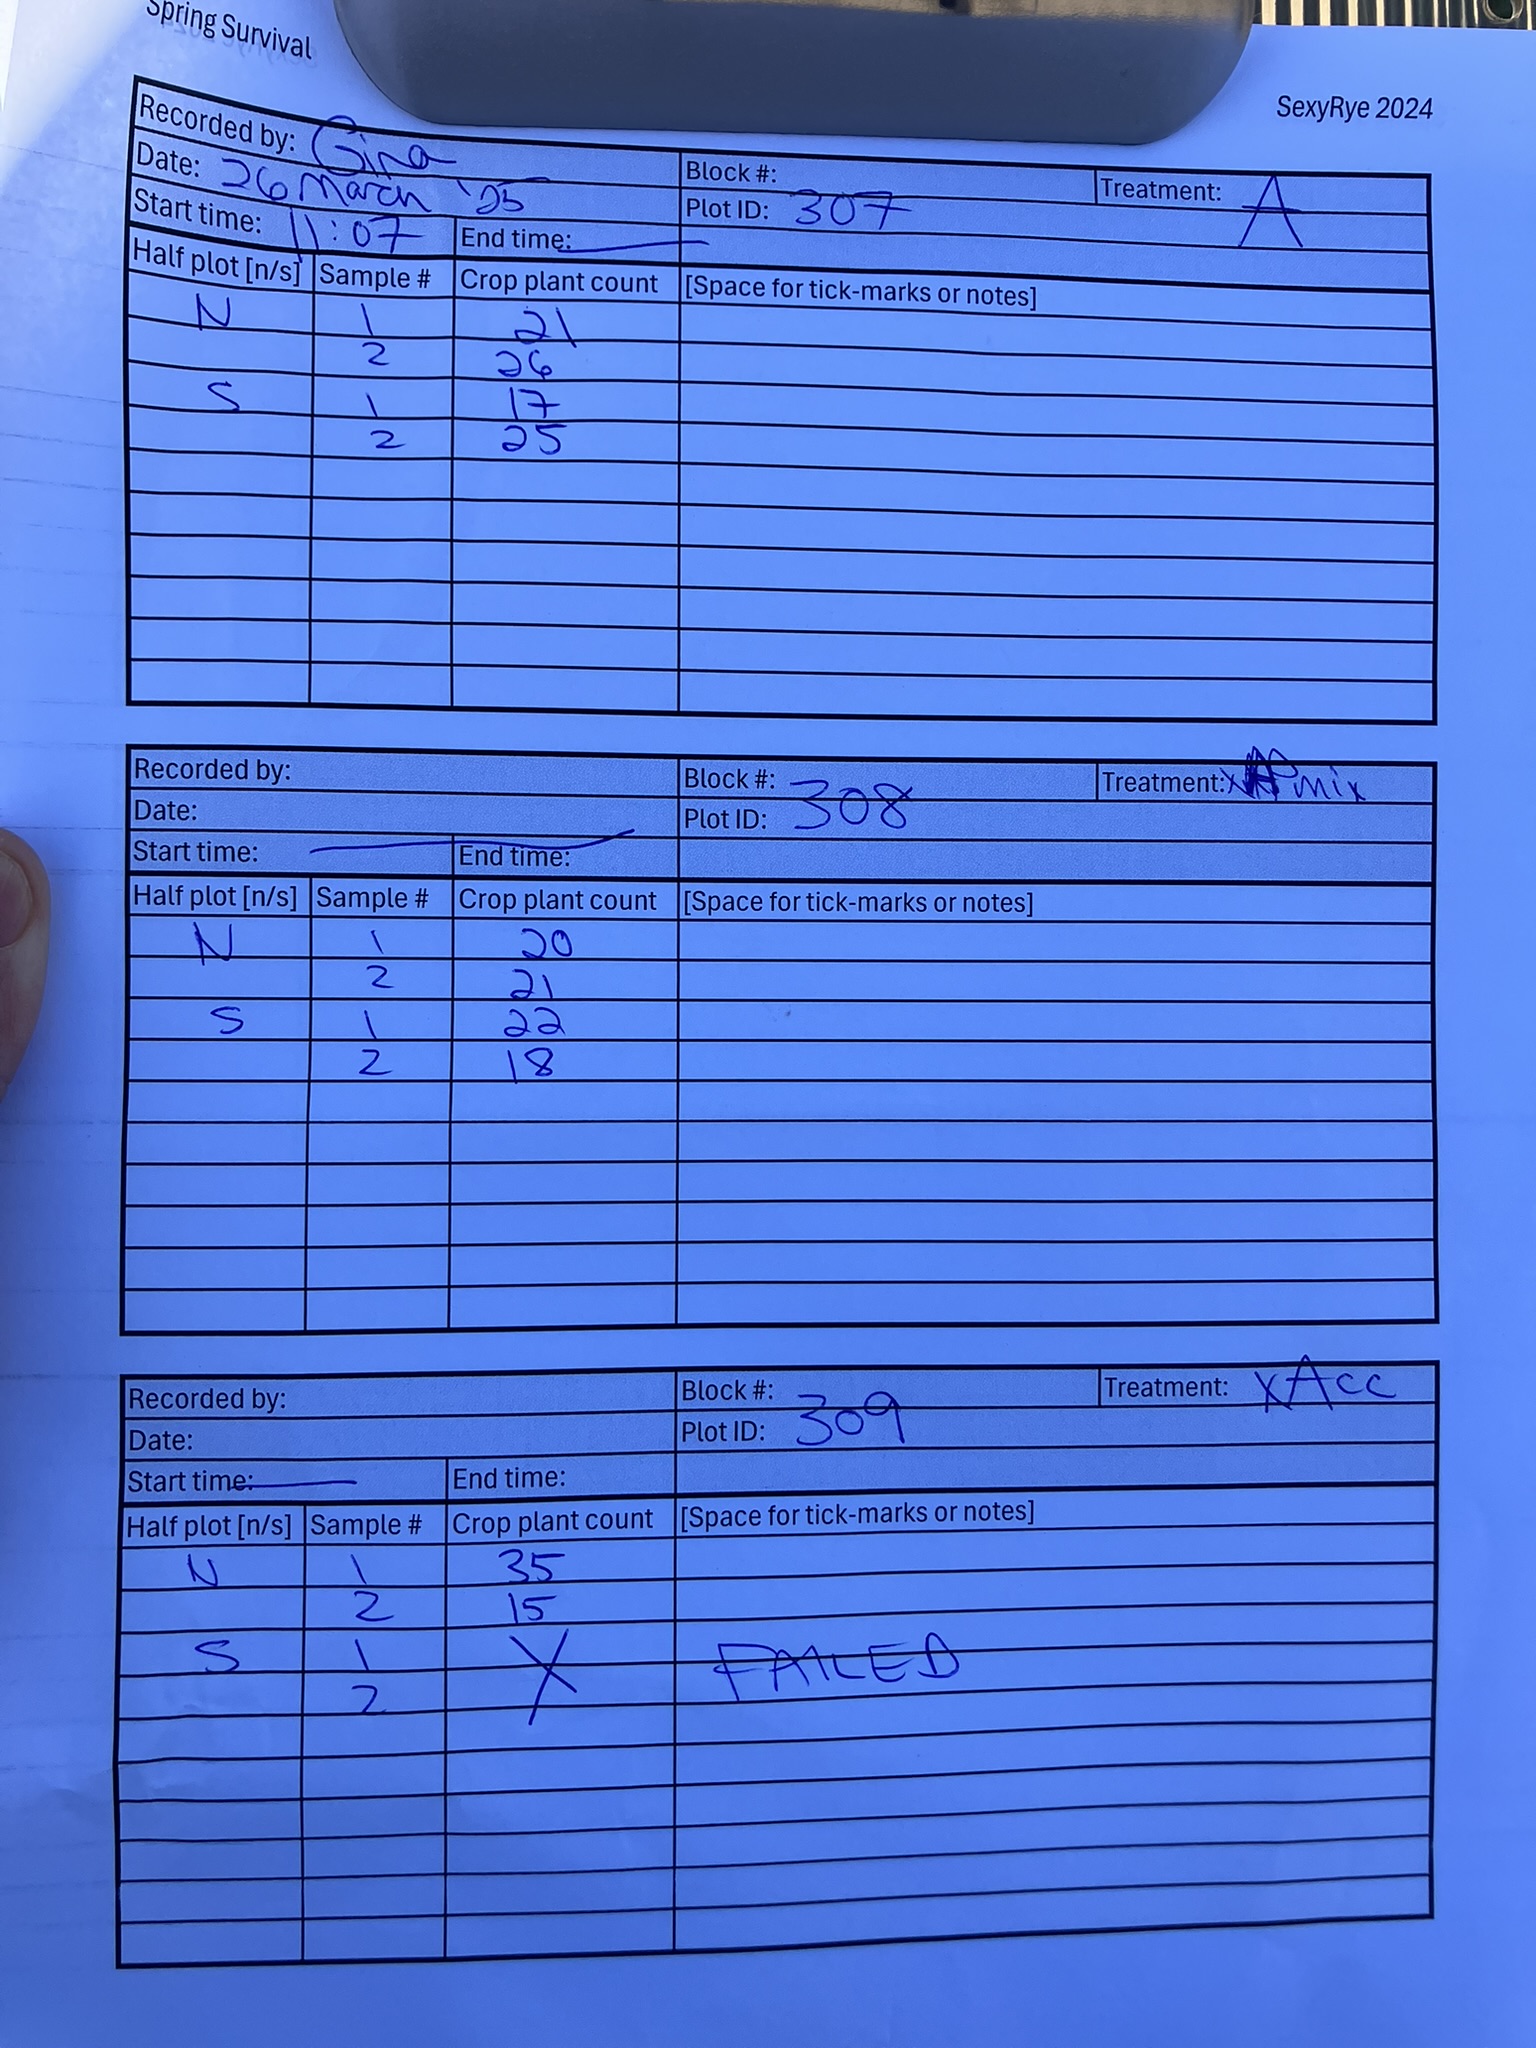 Spring Survival
SexyRye 2024
Recorded by: Gina
Date: 26 March '25
Block #:
Treatment: A
Start time: 11:07
End time:
Plot ID: 307
Half plot [n/s] Sample # Crop plant count [Space for tick-marks or notes]
N 1 21
2 26
S 1 17
2 25
Recorded by:
Block #:
Treatment: mix
Date:
Plot ID: 308
Start time:
End time:
Half plot [n/s] Sample # Crop plant count [Space for tick-marks or notes]
N 1 20
2 21
S 1 22
2 18
Recorded by:
Block #:
Treatment: xAcc
Date:
Plot ID: 309
Start time:
End time:
Half plot [n/s] Sample # Crop plant count [Space for tick-marks or notes]
N 1 35
2 15
S 1 X FAILED
2